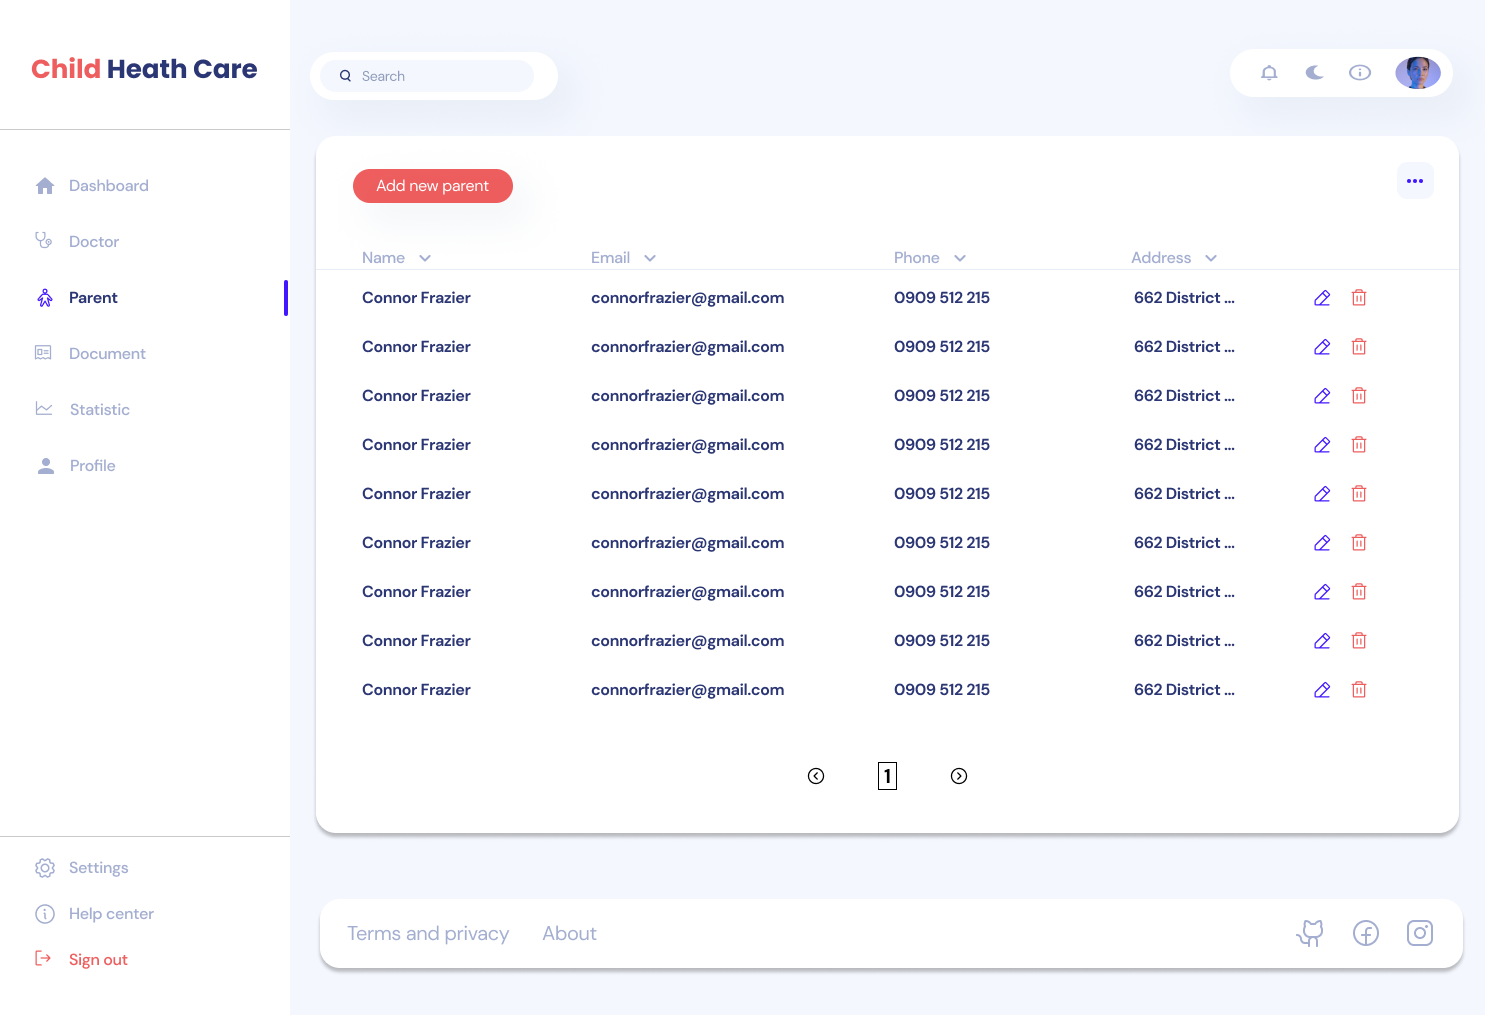 Child Heath Care
Search
Dashboard
Doctor
Parent
Document
Statistic
Profile
Settings
Help center
Sign out
Add new parent
Name Email Phone Address
Connor Frazier connorfrazier@gmail.com 0909 512 215 662 District ...
Connor Frazier connorfrazier@gmail.com 0909 512 215 662 District ...
Connor Frazier connorfrazier@gmail.com 0909 512 215 662 District ...
Connor Frazier connorfrazier@gmail.com 0909 512 215 662 District ...
Connor Frazier connorfrazier@gmail.com 0909 512 215 662 District ...
Connor Frazier connorfrazier@gmail.com 0909 512 215 662 District ...
Connor Frazier connorfrazier@gmail.com 0909 512 215 662 District ...
Connor Frazier connorfrazier@gmail.com 0909 512 215 662 District ...
Connor Frazier connorfrazier@gmail.com 0909 512 215 662 District ...
1
Terms and privacy About